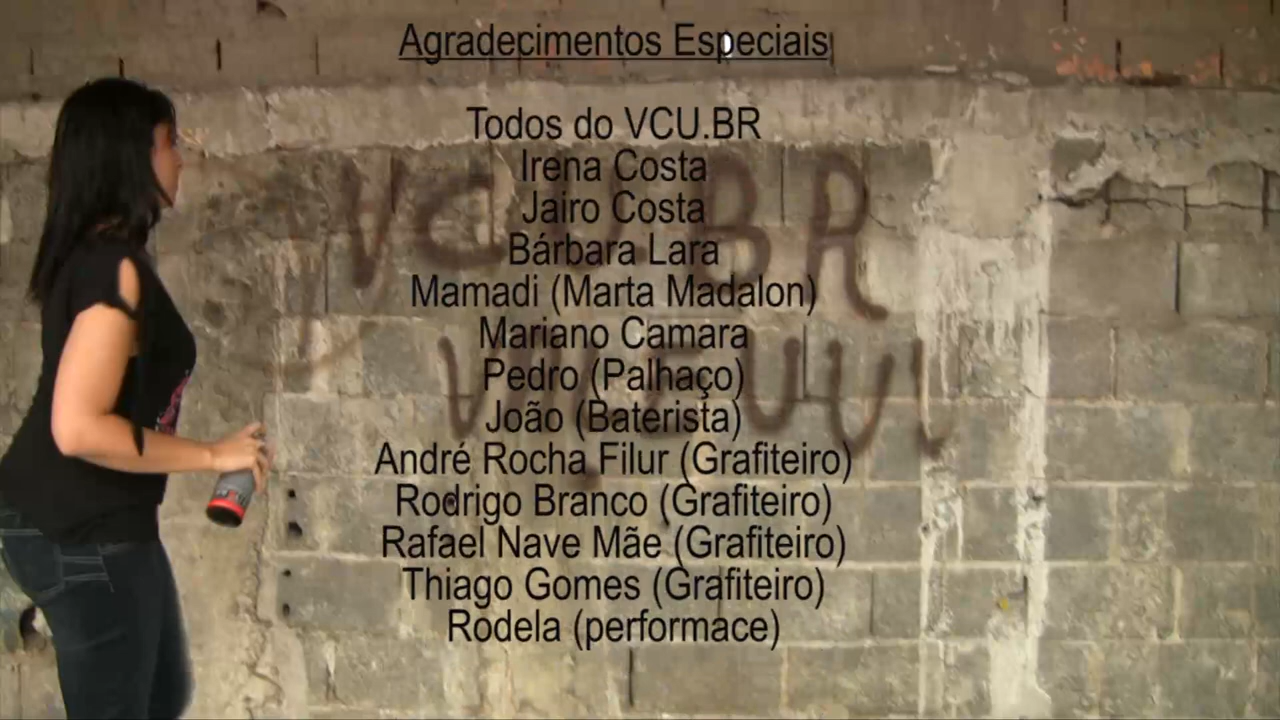 Agradecimentos Especiais
Todos do VCU.BR
Irena Costa
Jairo Costa
Bárbara Lara
Mamadi (Marta Madalon)
Mariano Camara
Pedro (Palhaço)
João (Baterista)
André Rocha Filur (Grafiteiro)
Rodrigo Branco (Grafiteiro)
Rafael Nave Mãe (Grafiteiro)
Thiago Gomes (Grafiteiro)
Rodela (performace)
VCU.BR